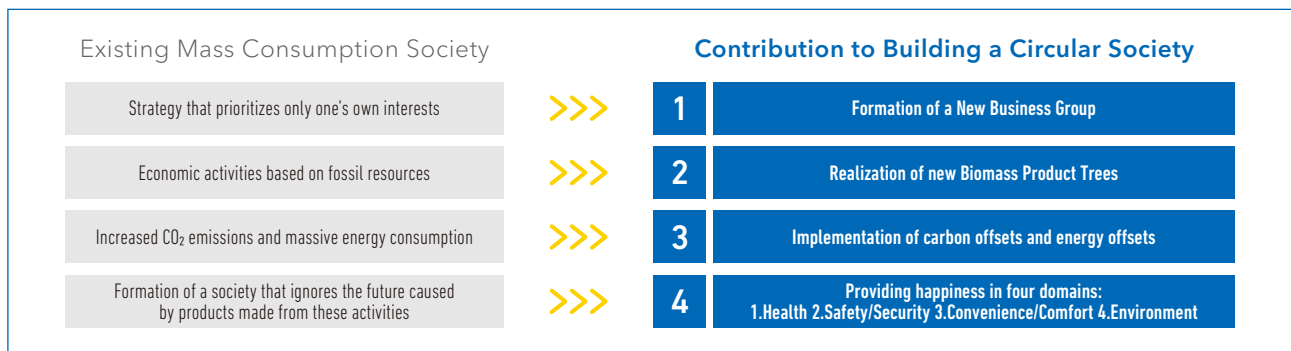 Existing Mass Consumption Society
Contribution to Building a Circular Society
Strategy that prioritizes only one's own interests
>>>
1
Formation of a New Business Group
Economic activities based on fossil resources
>>>
2
Realization of new Biomass Product Trees
Increased CO₂ emissions and massive energy consumption
>>>
3
Implementation of carbon offsets and energy offsets
Formation of a society that ignores the future caused
by products made from these activities
>>>
4
Providing happiness in four domains:
1.Health 2.Safety/Security 3.Convenience/Comfort 4.Environment